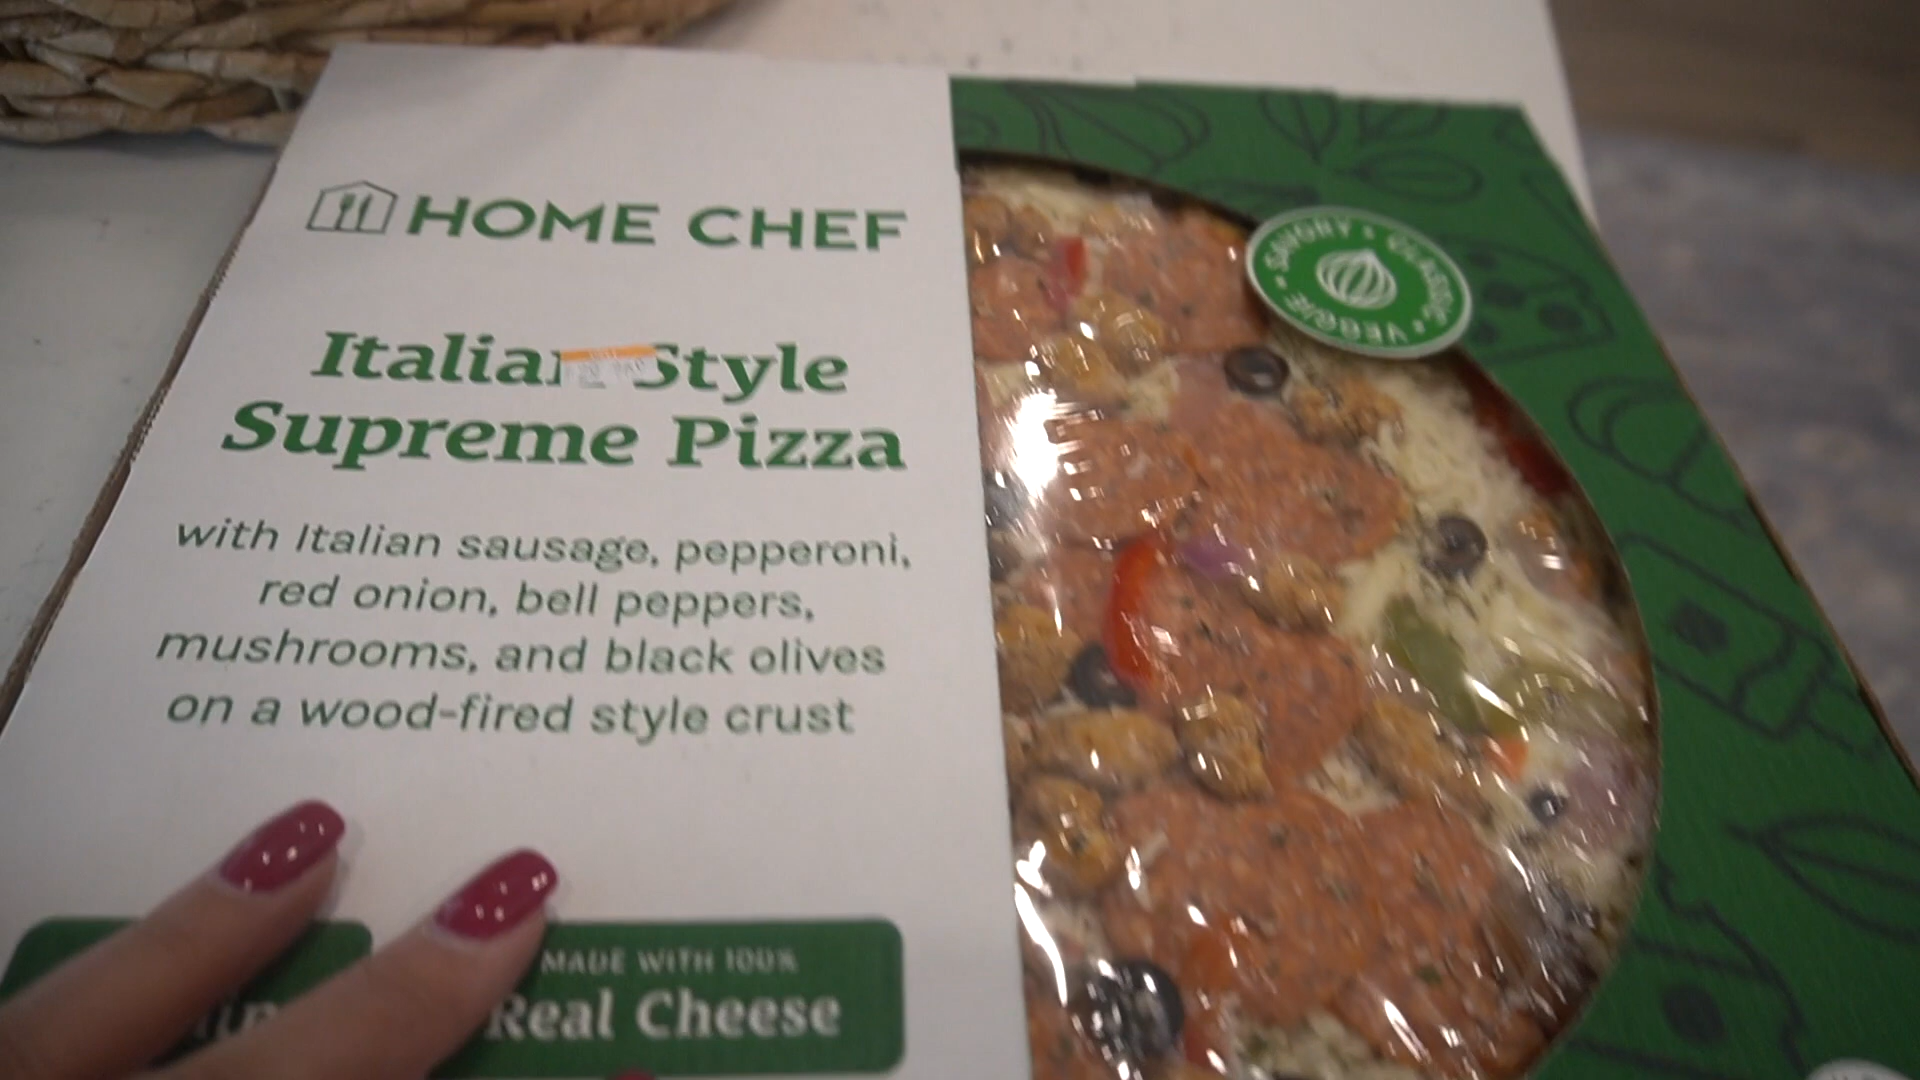 HOME CHEF
Italian Style
Supreme Pizza
with Italian sausage, pepperoni,
red onion, bell peppers,
mushrooms, and black olives
on a wood-fired style crust
MADE WITH 100%
Real Cheese
SAVORY • CLASSIC • VEGGIE •